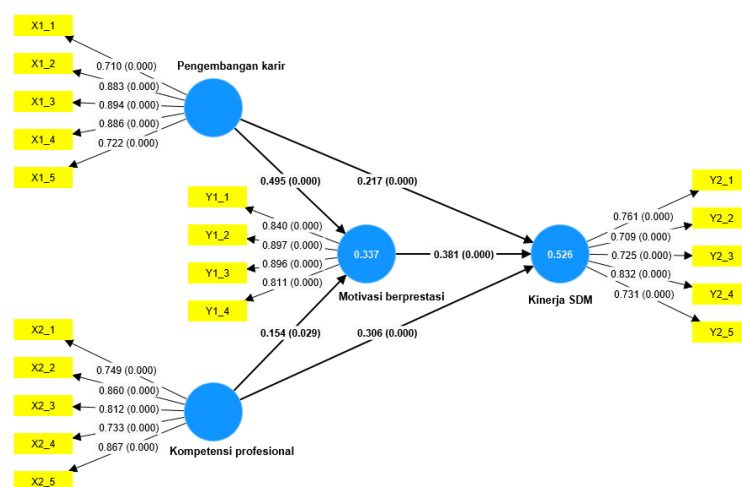 X1_1
X1_2
X1_3
X1_4
X1_5
0.710 (0.000)
0.883 (0.000)
0.894 (0.000)
0.886 (0.000)
0.722 (0.000)
Pengembangan karir
0.495 (0.000)
0.217 (0.000)
Y1_1
Y1_2
Y1_3
Y1_4
0.840 (0.000)
0.897 (0.000)
0.896 (0.000)
0.811 (0.000)
0.337
Motivasi berprestasi
0.381 (0.000)
0.526
Kinerja SDM
0.761 (0.000)
0.709 (0.000)
0.725 (0.000)
0.832 (0.000)
0.731 (0.000)
Y2_1
Y2_2
Y2_3
Y2_4
Y2_5
0.154 (0.029)
0.306 (0.000)
X2_1
X2_2
X2_3
X2_4
X2_5
0.749 (0.000)
0.860 (0.000)
0.812 (0.000)
0.733 (0.000)
0.867 (0.000)
Kompetensi profesional